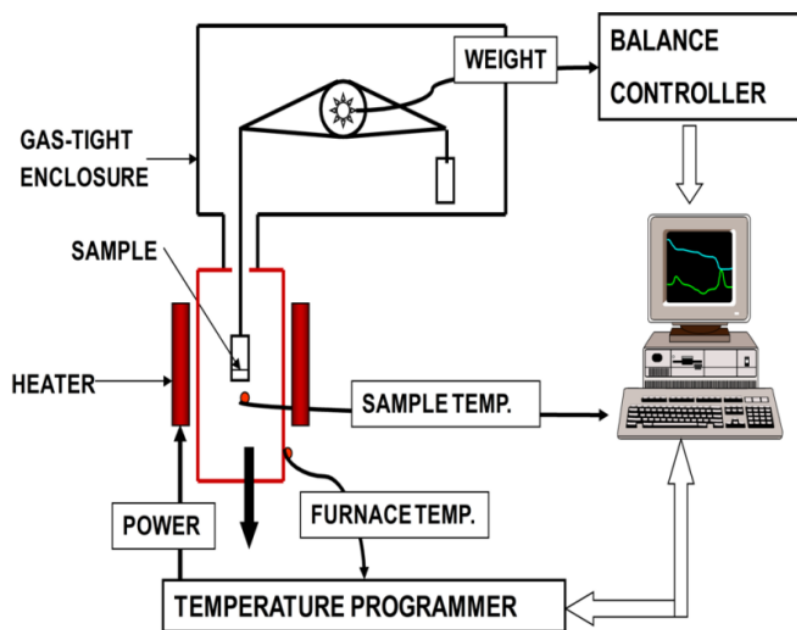 WEIGHT
BALANCE
CONTROLLER
GAS-TIGHT
ENCLOSURE
SAMPLE
HEATER
SAMPLE TEMP.
POWER
FURNACE TEMP.
TEMPERATURE PROGRAMMER